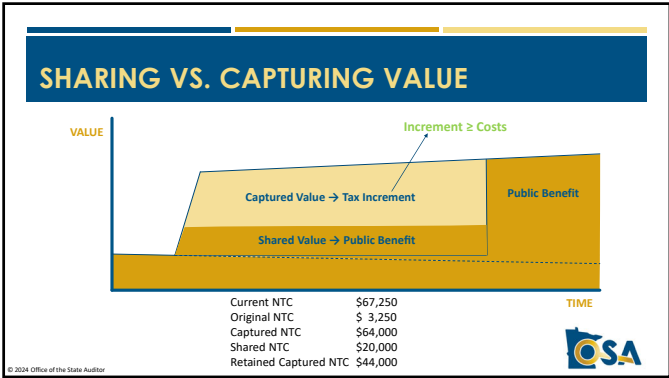 SHARING VS. CAPTURING VALUE
VALUE
Increment ≥ Costs
Captured Value → Tax Increment
Public Benefit
Shared Value → Public Benefit
Current NTC $67,250
Original NTC $ 3,250
Captured NTC $64,000
Shared NTC $20,000
Retained Captured NTC $44,000
TIME
OSA
© 2024 Office of the State Auditor